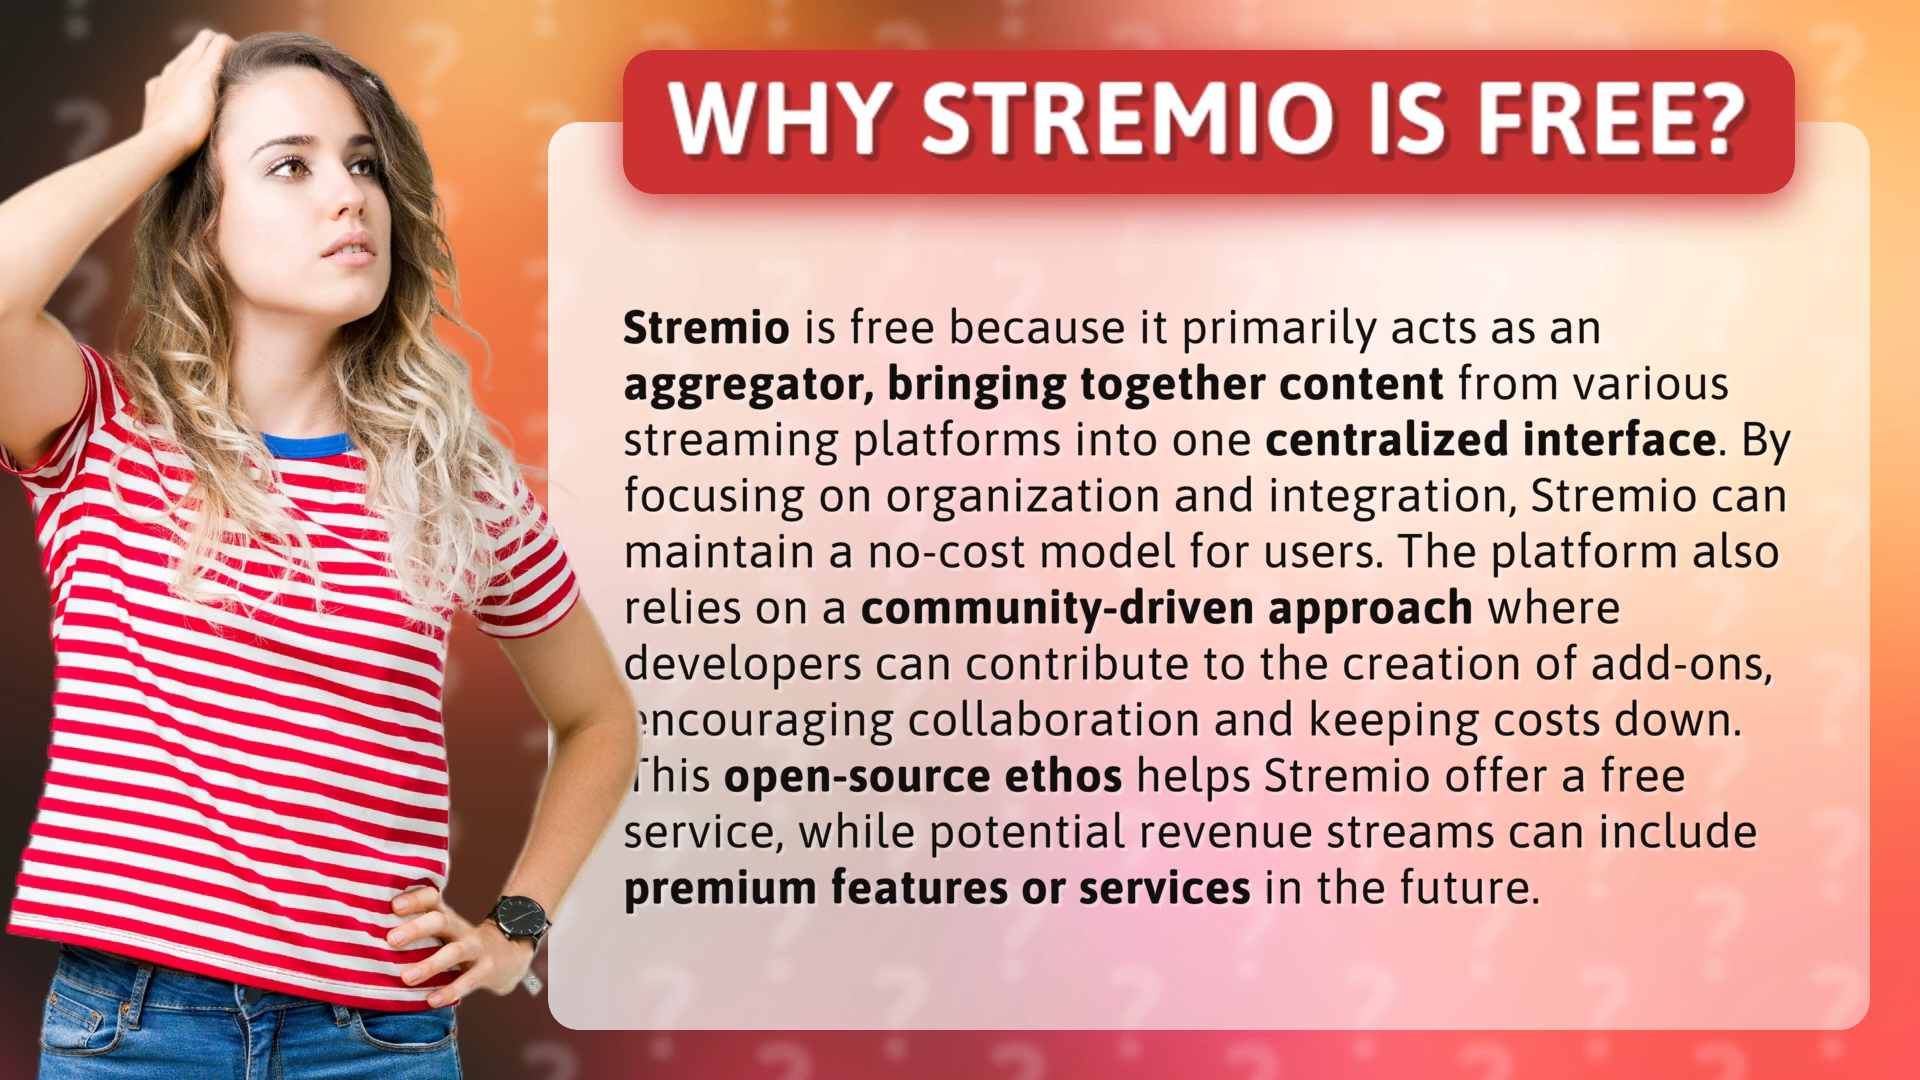 WHY STREMIO IS FREE?
Stremio is free because it primarily acts as an
aggregator, bringing together content from various
streaming platforms into one centralized interface. By
focusing on organization and integration, Stremio can
maintain a no-cost model for users. The platform also
relies on a community-driven approach where
developers can contribute to the creation of add-ons,
encouraging collaboration and keeping costs down.
This open-source ethos helps Stremio offer a free
service, while potential revenue streams can include
premium features or services in the future.